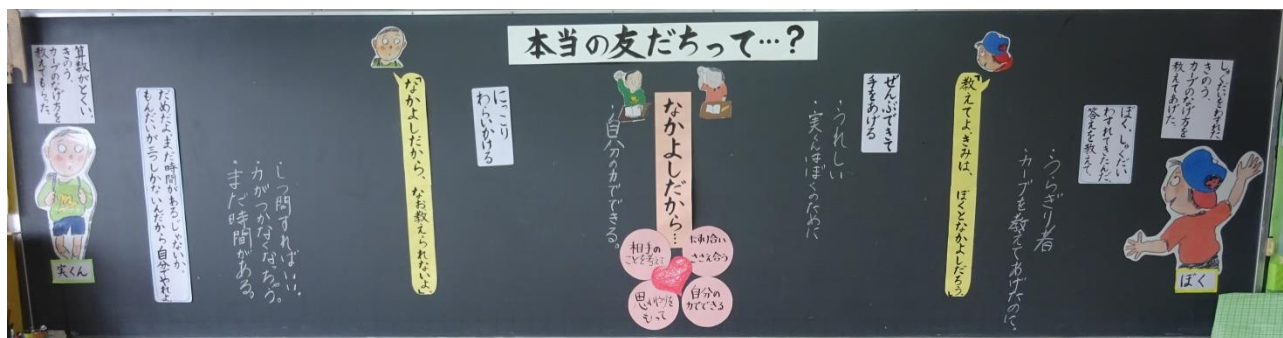 本当の友だちって…?
しゅくだいをわすれた
きのう、
カーブのなげ方を
教えてあげた。
ぼく
ぼく、しゅくだい
わすれてきたんだ。
答えを教えて。
・うらぎり者
・カーブを教えてあげたのに。
「教えてよ、きみは、ぼくとなかよしだろう。」
ぜんぶできて
手をあげる
・うれしい
・実くんはぼくのために
なかよしだから…
たすけ合い
ささえ合う
相手の
ことを考えて
自分の
力でできる
思いやりを
もって
・自分の力でできる。
にっこり
わらいかける
「なかよしだから、なお教えられないよ」
・しつ問すればいい。
・力がつかなくなっちゃう。
・まだ時間がある。
だめだよ、まだ時間があるじゃないか。
もんだいが三つしかないんだから自分でやれよ
算数がとくい。
きのう、
カーブのなげ方を
教えてもらった。
実くん